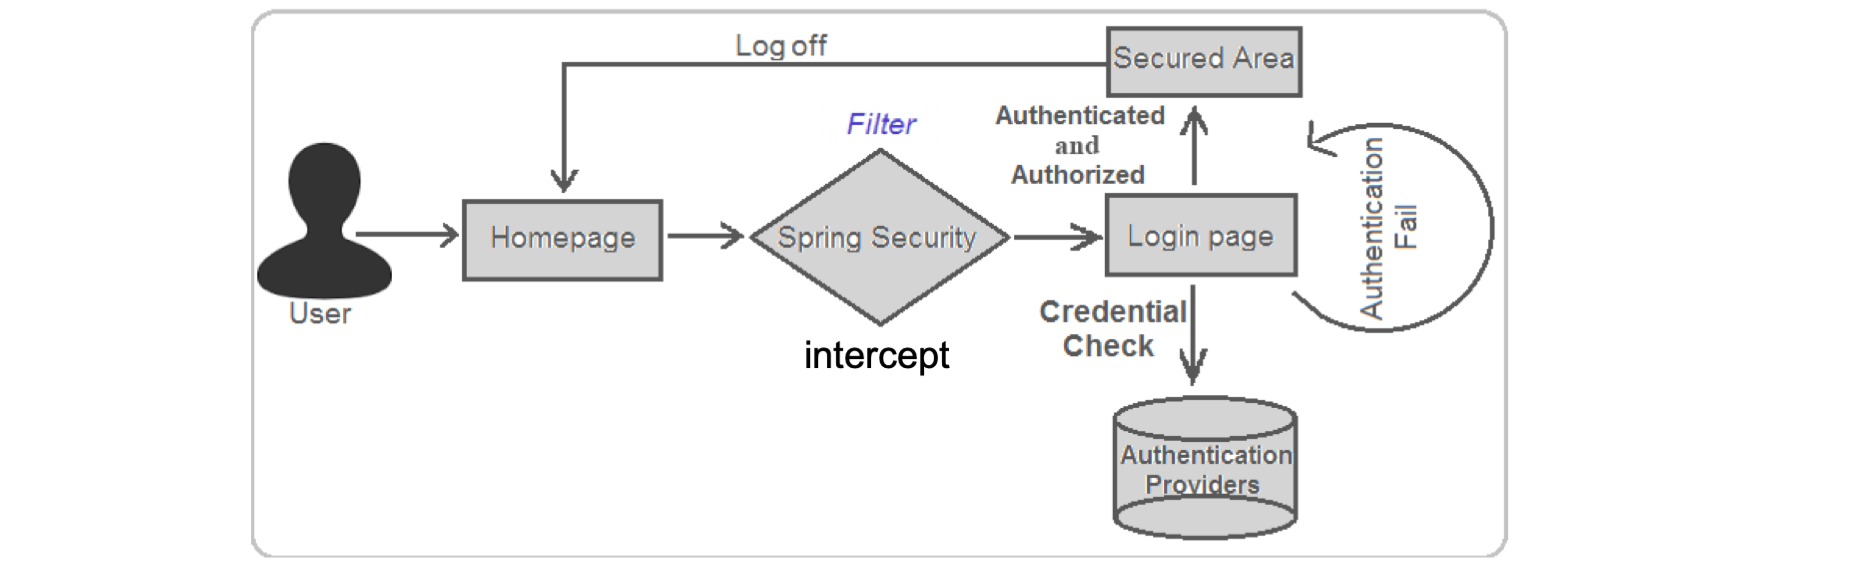 Log off
Secured Area
Filter
Authenticated
and
Authorized
Homepage
Spring Security
Login page
Authentication
Fail
User
intercept
Credential
Check
Authentication
Providers